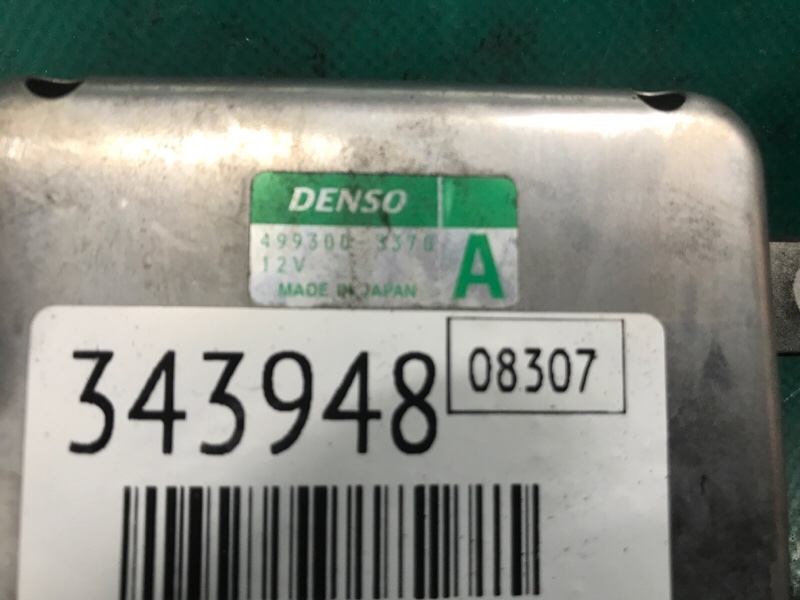 DENSO
499300-3370
12V
MADE IN JAPAN
A
343948
08307